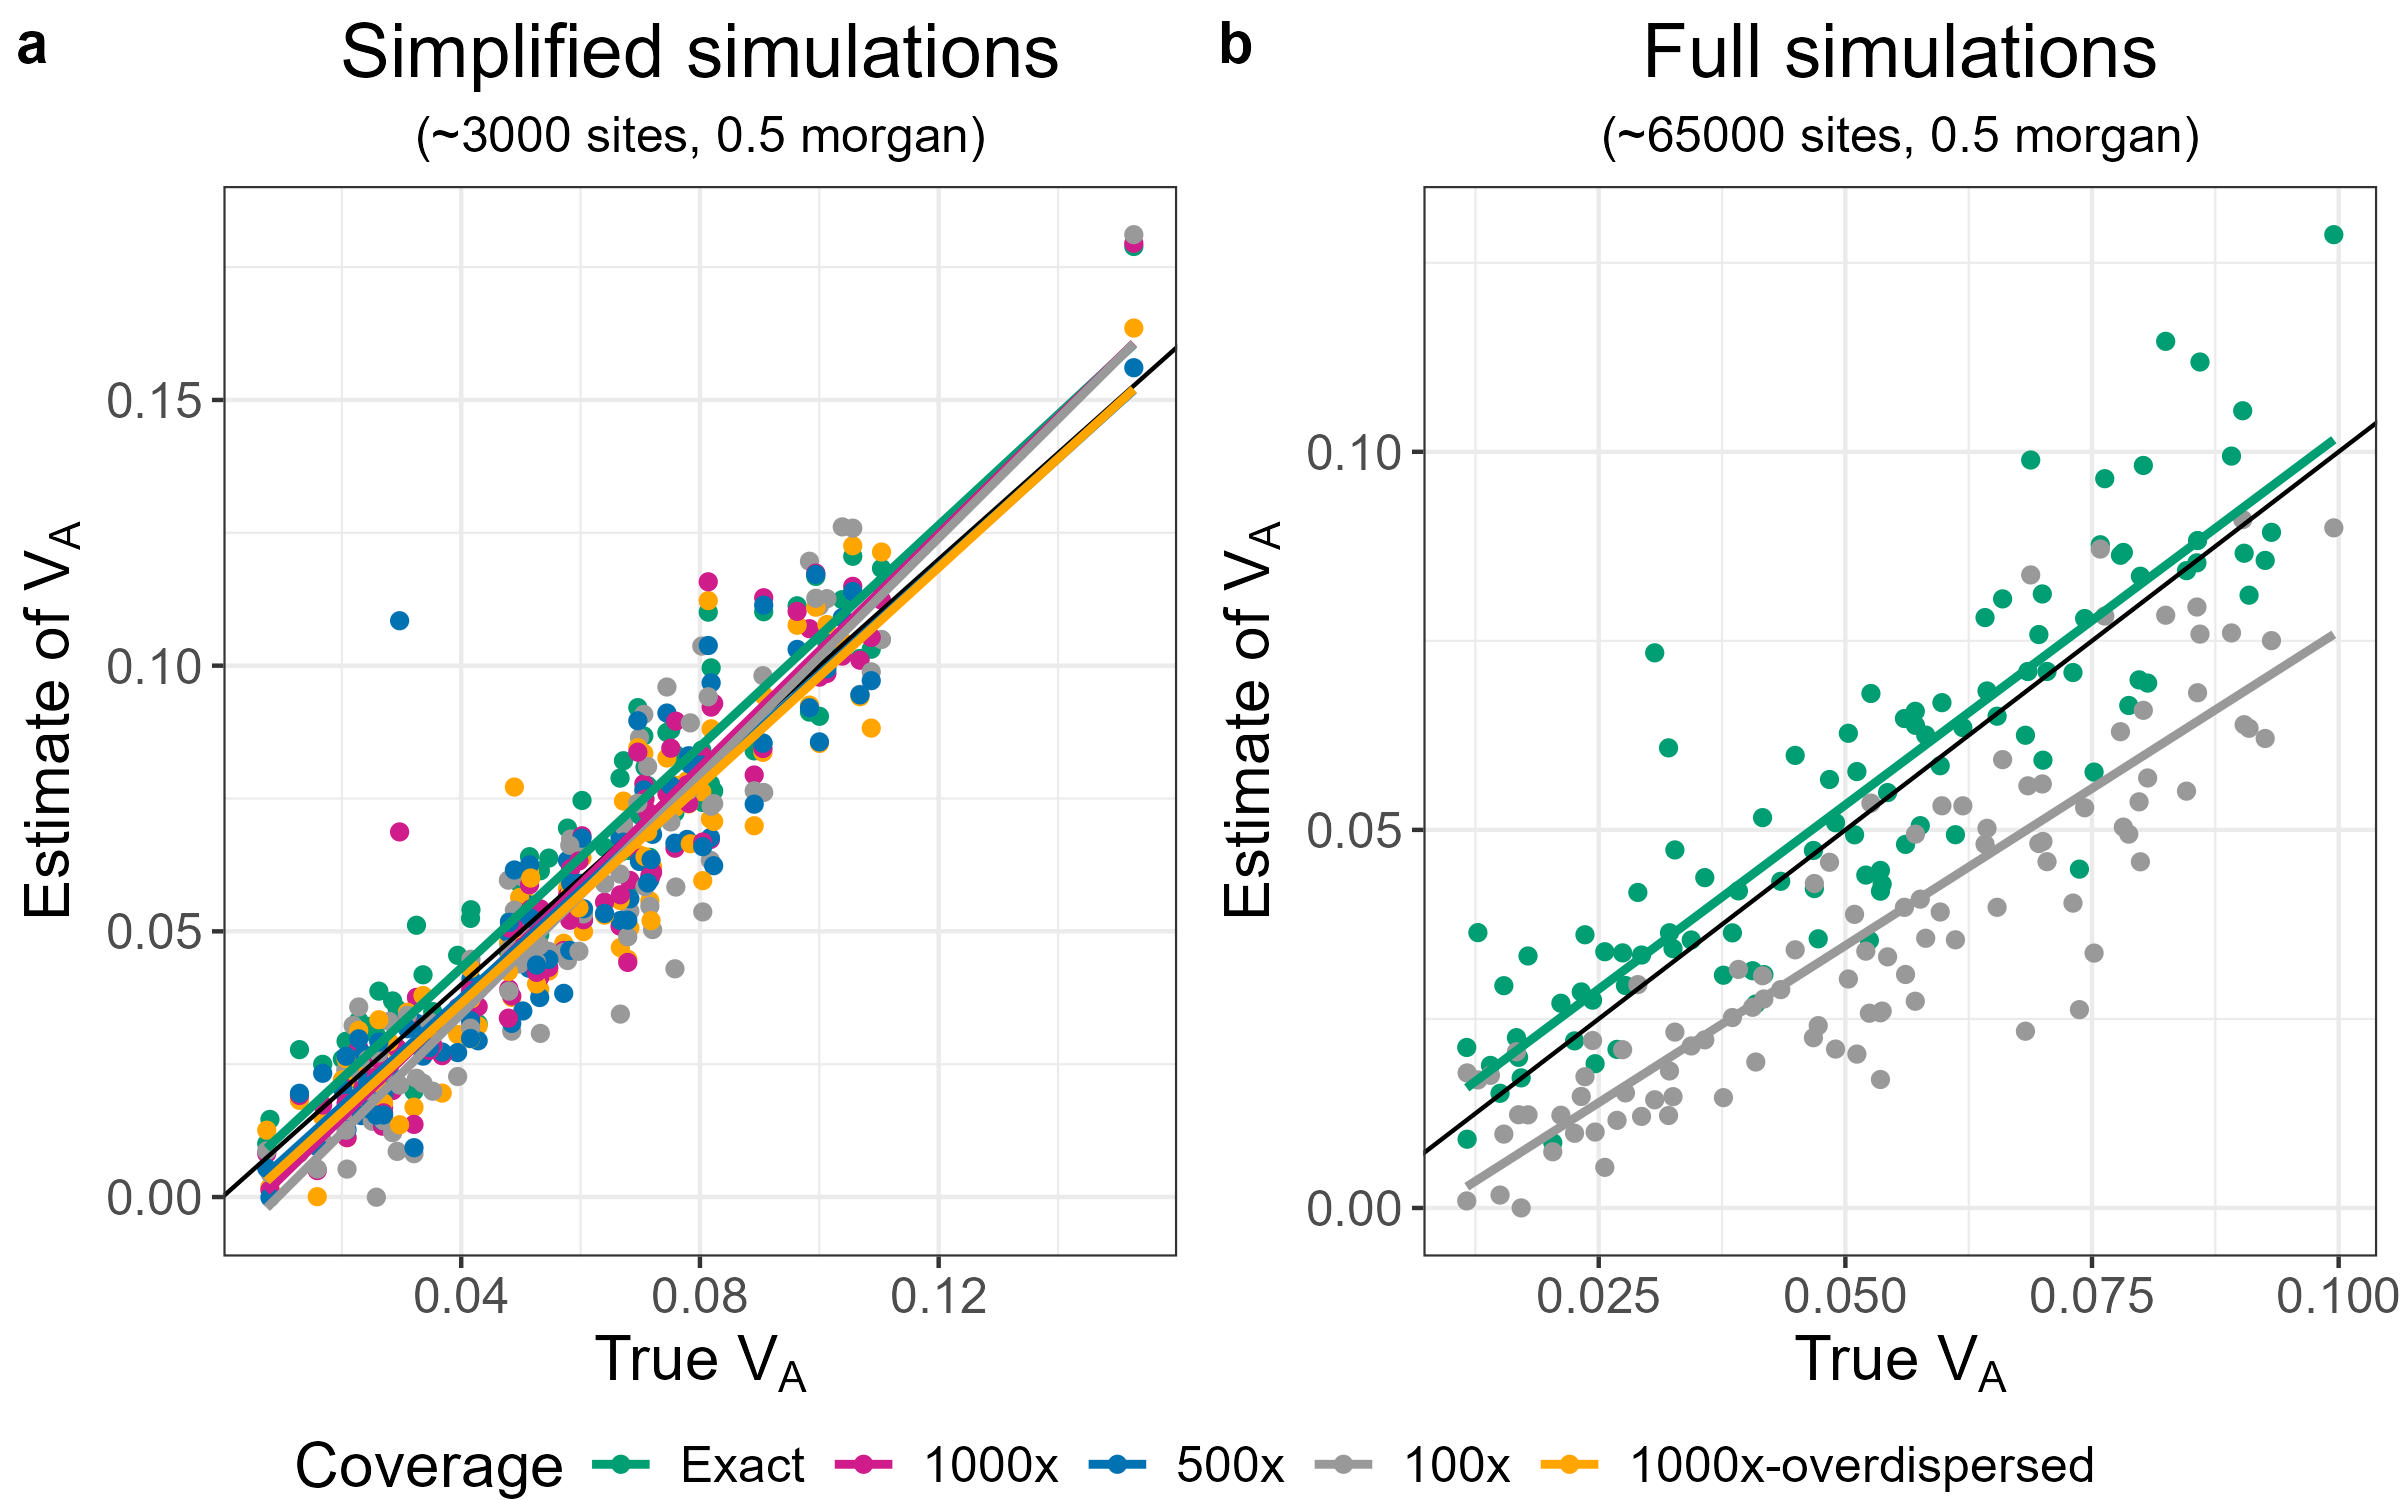 a
Simplified simulations
(~3000 sites, 0.5 morgan)
Estimate of VA
0.15
0.10
0.05
0.00
0.04 0.08 0.12
True VA
b
Full simulations
(~65000 sites, 0.5 morgan)
Estimate of VA
0.10
0.05
0.00
0.025 0.050 0.075 0.100
True VA
Coverage Exact 1000x 500x 100x 1000x-overdispersed